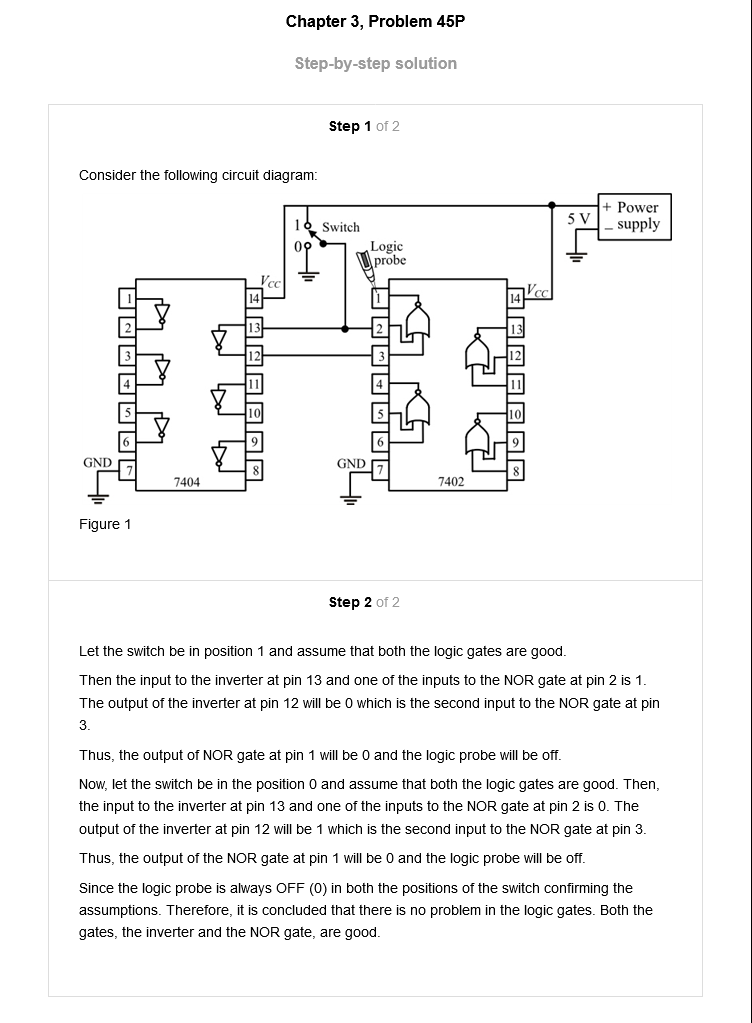 Chapter 3, Problem 45P
Step-by-step solution
Step 1 of 2
Consider the following circuit diagram:
+ Power
5 V
– supply
1
Switch
0
Logic
probe
VCC
1
14
2
13
3
12
4
11
5
10
6
9
GND
7
8
7404
VCC
1
14
2
13
3
12
4
11
5
10
6
9
GND
7
8
7402
Figure 1
Step 2 of 2
Let the switch be in position 1 and assume that both the logic gates are good.
Then the input to the inverter at pin 13 and one of the inputs to the NOR gate at pin 2 is 1.
The output of the inverter at pin 12 will be 0 which is the second input to the NOR gate at pin
3.
Thus, the output of NOR gate at pin 1 will be 0 and the logic probe will be off.
Now, let the switch be in the position 0 and assume that both the logic gates are good. Then,
the input to the inverter at pin 13 and one of the inputs to the NOR gate at pin 2 is 0. The
output of the inverter at pin 12 will be 1 which is the second input to the NOR gate at pin 3.
Thus, the output of the NOR gate at pin 1 will be 0 and the logic probe will be off.
Since the logic probe is always OFF (0) in both the positions of the switch confirming the
assumptions. Therefore, it is concluded that there is no problem in the logic gates. Both the
gates, the inverter and the NOR gate, are good.